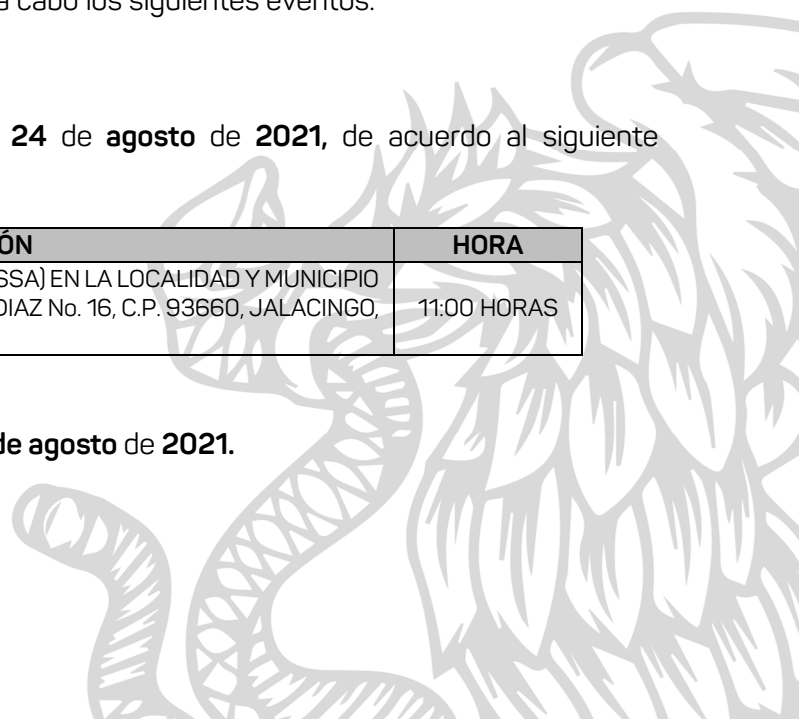 a cabo los siguientes eventos.
24 de agosto de 2021, de acuerdo al siguiente
ÓN HORA
SSA) EN LA LOCALIDAD Y MUNICIPIO
DIAZ No. 16, C.P. 93660, JALACINGO, 11:00 HORAS
de agosto de 2021.